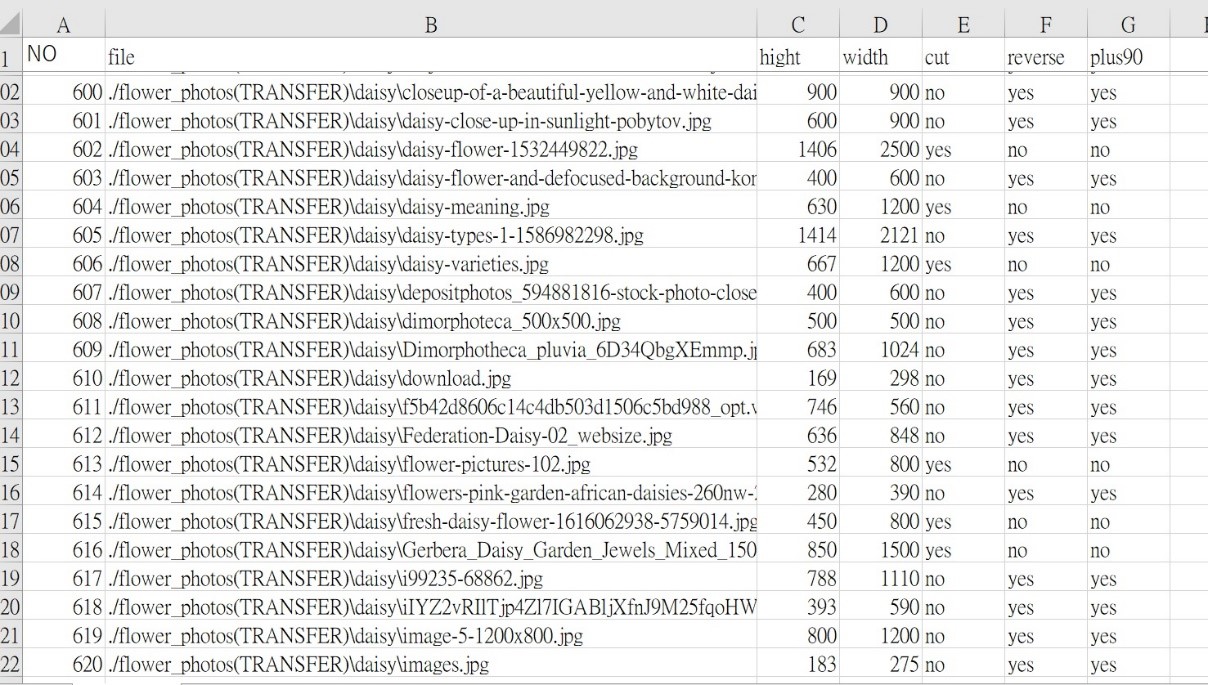 A B C D E F G
1 NO file hight width cut reverse plus90
02 600 ./flower_photos(TRANSFER)\daisy\closeup-of-a-beautiful-yellow-and-white-dai 900 900 no yes yes
03 601 ./flower_photos(TRANSFER)\daisy\daisy-close-up-in-sunlight-pobytov.jpg 600 900 no yes yes
04 602 ./flower_photos(TRANSFER)\daisy\daisy-flower-1532449822.jpg 1406 2500 yes no no
05 603 ./flower_photos(TRANSFER)\daisy\daisy-flower-and-defocused-background-kor 400 600 no yes yes
06 604 ./flower_photos(TRANSFER)\daisy\daisy-meaning.jpg 630 1200 yes no no
07 605 ./flower_photos(TRANSFER)\daisy\daisy-types-1-1586982298.jpg 1414 2121 no yes yes
08 606 ./flower_photos(TRANSFER)\daisy\daisy-varieties.jpg 667 1200 yes no no
09 607 ./flower_photos(TRANSFER)\daisy\depositphotos_594881816-stock-photo-close 400 600 no yes yes
10 608 ./flower_photos(TRANSFER)\daisy\dimorphoteca_500x500.jpg 500 500 no yes yes
11 609 ./flower_photos(TRANSFER)\daisy\Dimorphotheca_pluvia_6D34QbgXEmmp.j 683 1024 no yes yes
12 610 ./flower_photos(TRANSFER)\daisy\download.jpg 169 298 no yes yes
13 611 ./flower_photos(TRANSFER)\daisy\f5b42d8606c14c4db503d1506c5bd988_opt. 746 560 no yes yes
14 612 ./flower_photos(TRANSFER)\daisy\Federation-Daisy-02_websize.jpg 636 848 no yes yes
15 613 ./flower_photos(TRANSFER)\daisy\flower-pictures-102.jpg 532 800 yes no no
16 614 ./flower_photos(TRANSFER)\daisy\flowers-pink-garden-african-daisies-260nw- 280 390 no yes yes
17 615 ./flower_photos(TRANSFER)\daisy\fresh-daisy-flower-1616062938-5759014.jpg 450 800 yes no no
18 616 ./flower_photos(TRANSFER)\daisy\Gerbera_Daisy_Garden_Jewels_Mixed_150 850 1500 yes no no
19 617 ./flower_photos(TRANSFER)\daisy\i99235-68862.jpg 788 1110 no yes yes
20 618 ./flower_photos(TRANSFER)\daisy\iIYZ2vRIlTjp4Zl7IGABljXfnJ9M25fqoHW 393 590 no yes yes
21 619 ./flower_photos(TRANSFER)\daisy\image-5-1200x800.jpg 800 1200 no yes yes
22 620 ./flower_photos(TRANSFER)\daisy\images.jpg 183 275 no yes yes